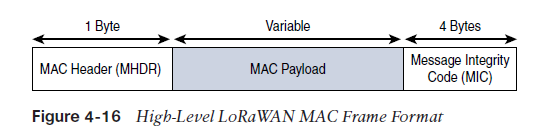 1 Byte
Variable
4 Bytes
MAC Header (MHDR)
MAC Payload
Message Integrity
Code (MIC)
Figure 4-16 High-Level LoRaWAN MAC Frame Format